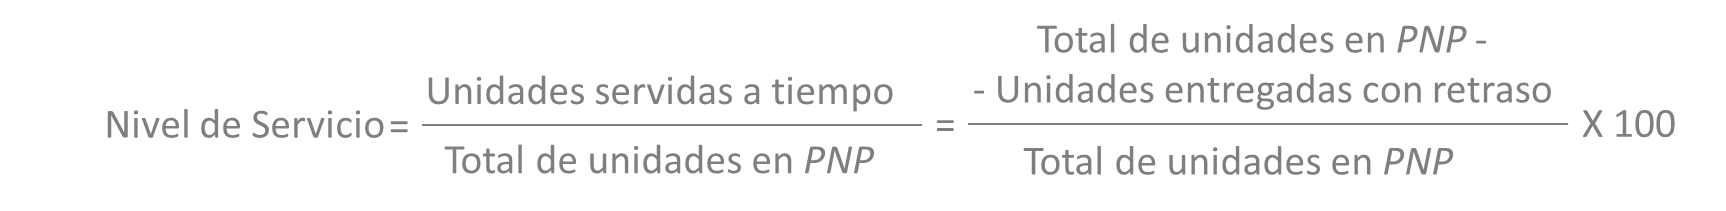 Nivel de Servicio =
Unidades servidas a tiempo
Total de unidades en PNP
=
Total de unidades en PNP -
- Unidades entregadas con retraso
Total de unidades en PNP
X 100